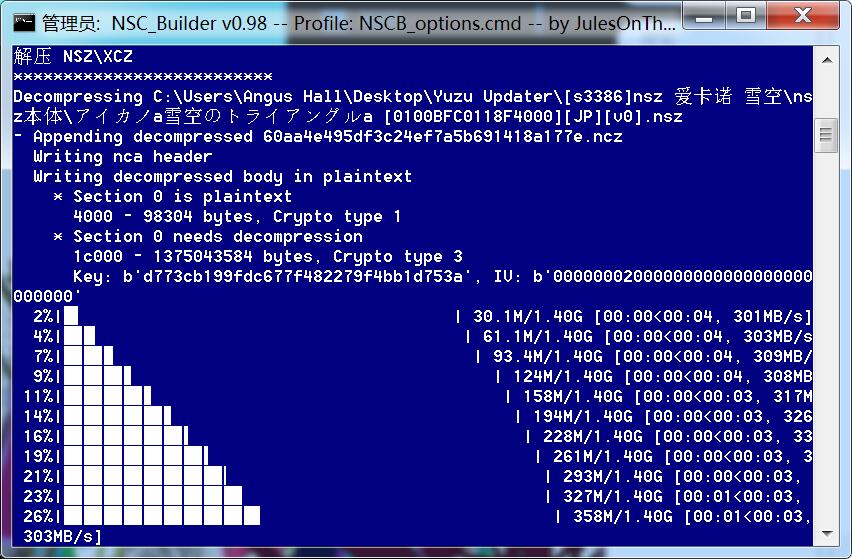 管理员: NSC_Builder v0.98 -- Profile: NSCB_options.cmd -- by JulesOnTh...
解压 NSZ\XCZ
**************************
Decompressing C:\Users\Angus Hall\Desktop\Yuzu Updater\[s3386]nsz 爱卡诺 雪空\ns
z本体\アイカノa雪空のトライアングルa [0100BFC0118F4000][JP][v0].nsz
- Appending decompressed 60aa4e495df3c24ef7a5b691418a177e.ncz
Writing nca header
Writing decompressed body in plaintext
* Section 0 is plaintext
4000 - 98304 bytes, Crypto type 1
* Section 0 needs decompression
1c000 - 1375043584 bytes, Crypto type 3
Key: b'd773cb199fdc677f482279f4bb1d753a', IV: b'00000002000000000000000000
000000'
2%| | 30.1M/1.40G [00:00<00:04, 301MB/s]
4%| | 61.1M/1.40G [00:00<00:04, 303MB/s
7%| | 93.4M/1.40G [00:00<00:04, 309MB/
9%| | 124M/1.40G [00:00<00:04, 308MB
11%| | 158M/1.40G [00:00<00:03, 317M
14%| | 194M/1.40G [00:00<00:03, 326
16%| | 228M/1.40G [00:00<00:03, 33
19%| | 261M/1.40G [00:00<00:03, 3
21%| | 293M/1.40G [00:00<00:03,
23%| | 327M/1.40G [00:01<00:03,
26%| | 358M/1.40G [00:01<00:03,
303MB/s]